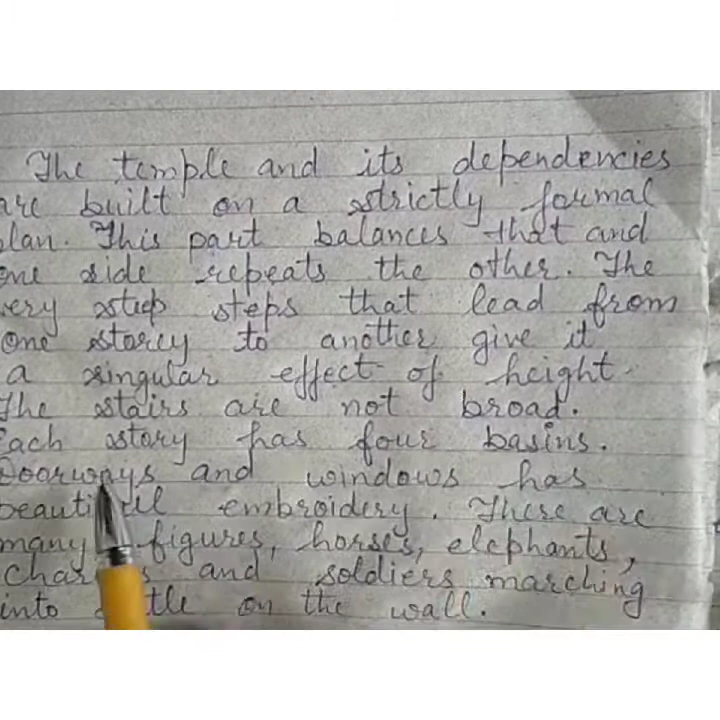 The temple and its dependencies
are built on a strictly formal
plan. This part balances that and
one side repeats the other. The
very steep steps that lead from
one storey to another give it
a singular effect of height.
The stairs are not broad.
Each story has four basins.
Doorways and windows has
beautiful embroidery. There are
many figures, horses, elephants,
and soldiers marching
into on the wall.